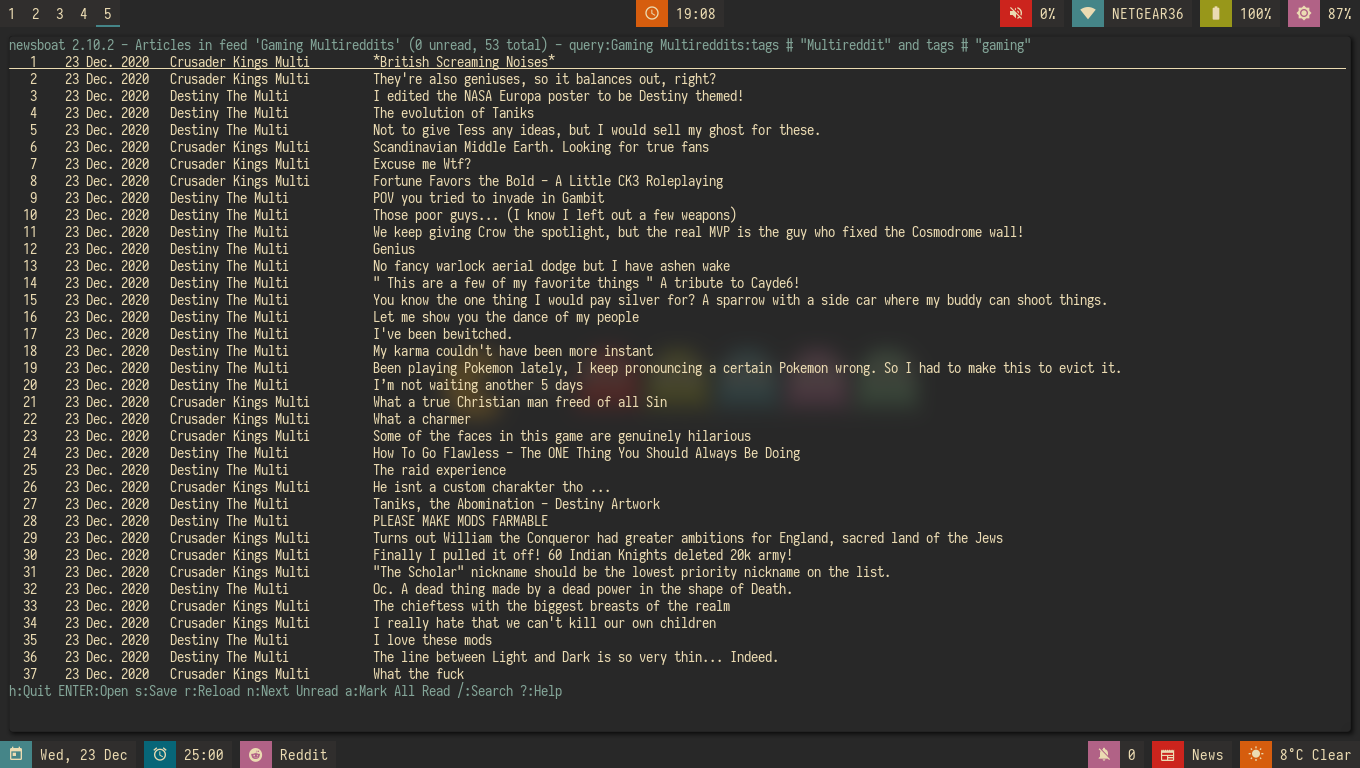 1 2 3 4 5 19:08 0% NETGEAR36 100% 87%
newsboat 2.10.2 - Articles in feed 'Gaming Multireddits' (0 unread, 53 total) - query:Gaming Multireddits:tags # "Multireddit" and tags # "gaming"
1 23 Dec. 2020 Crusader Kings Multi *British Screaming Noises*
2 23 Dec. 2020 Crusader Kings Multi They're also geniuses, so it balances out, right?
3 23 Dec. 2020 Destiny The Multi I edited the NASA Europa poster to be Destiny themed!
4 23 Dec. 2020 Destiny The Multi The evolution of Taniks
5 23 Dec. 2020 Destiny The Multi Not to give Tess any ideas, but I would sell my ghost for these.
6 23 Dec. 2020 Crusader Kings Multi Scandinavian Middle Earth. Looking for true fans
7 23 Dec. 2020 Crusader Kings Multi Excuse me Wtf?
8 23 Dec. 2020 Crusader Kings Multi Fortune Favors the Bold - A Little CK3 Roleplaying
9 23 Dec. 2020 Destiny The Multi POV you tried to invade in Gambit
10 23 Dec. 2020 Destiny The Multi Those poor guys... (I know I left out a few weapons)
11 23 Dec. 2020 Destiny The Multi We keep giving Crow the spotlight, but the real MVP is the guy who fixed the Cosmodrome wall!
12 23 Dec. 2020 Destiny The Multi Genius
13 23 Dec. 2020 Destiny The Multi No fancy warlock aerial dodge but I have ashen wake
14 23 Dec. 2020 Destiny The Multi " This are a few of my favorite things " A tribute to Cayde6!
15 23 Dec. 2020 Destiny The Multi You know the one thing I would pay silver for? A sparrow with a side car where my buddy can shoot things.
16 23 Dec. 2020 Destiny The Multi Let me show you the dance of my people
17 23 Dec. 2020 Destiny The Multi I've been bewitched.
18 23 Dec. 2020 Destiny The Multi My karma couldn't have been more instant
19 23 Dec. 2020 Destiny The Multi Been playing Pokemon lately, I keep pronouncing a certain Pokemon wrong. So I had to make this to evict it.
20 23 Dec. 2020 Destiny The Multi I’m not waiting another 5 days
21 23 Dec. 2020 Crusader Kings Multi What a true Christian man freed of all Sin
22 23 Dec. 2020 Crusader Kings Multi What a charmer
23 23 Dec. 2020 Crusader Kings Multi Some of the faces in this game are genuinely hilarious
24 23 Dec. 2020 Destiny The Multi How To Go Flawless - The ONE Thing You Should Always Be Doing
25 23 Dec. 2020 Destiny The Multi The raid experience
26 23 Dec. 2020 Crusader Kings Multi He isnt a custom charakter tho ...
27 23 Dec. 2020 Destiny The Multi Taniks, the Abomination - Destiny Artwork
28 23 Dec. 2020 Destiny The Multi PLEASE MAKE MODS FARMABLE
29 23 Dec. 2020 Crusader Kings Multi Turns out William the Conqueror had greater ambitions for England, sacred land of the Jews
30 23 Dec. 2020 Crusader Kings Multi Finally I pulled it off! 60 Indian Knights deleted 20k army!
31 23 Dec. 2020 Crusader Kings Multi "The Scholar" nickname should be the lowest priority nickname on the list.
32 23 Dec. 2020 Destiny The Multi Oc. A dead thing made by a dead power in the shape of Death.
33 23 Dec. 2020 Crusader Kings Multi The chieftess with the biggest breasts of the realm
34 23 Dec. 2020 Crusader Kings Multi I really hate that we can't kill our own children
35 23 Dec. 2020 Destiny The Multi I love these mods
36 23 Dec. 2020 Destiny The Multi The line between Light and Dark is so very thin... Indeed.
37 23 Dec. 2020 Crusader Kings Multi What the fuck
h:Quit ENTER:Open s:Save r:Reload n:Next Unread a:Mark All Read /:Search ?:Help
Wed, 23 Dec 25:00 Reddit 0 News 8°C Clear